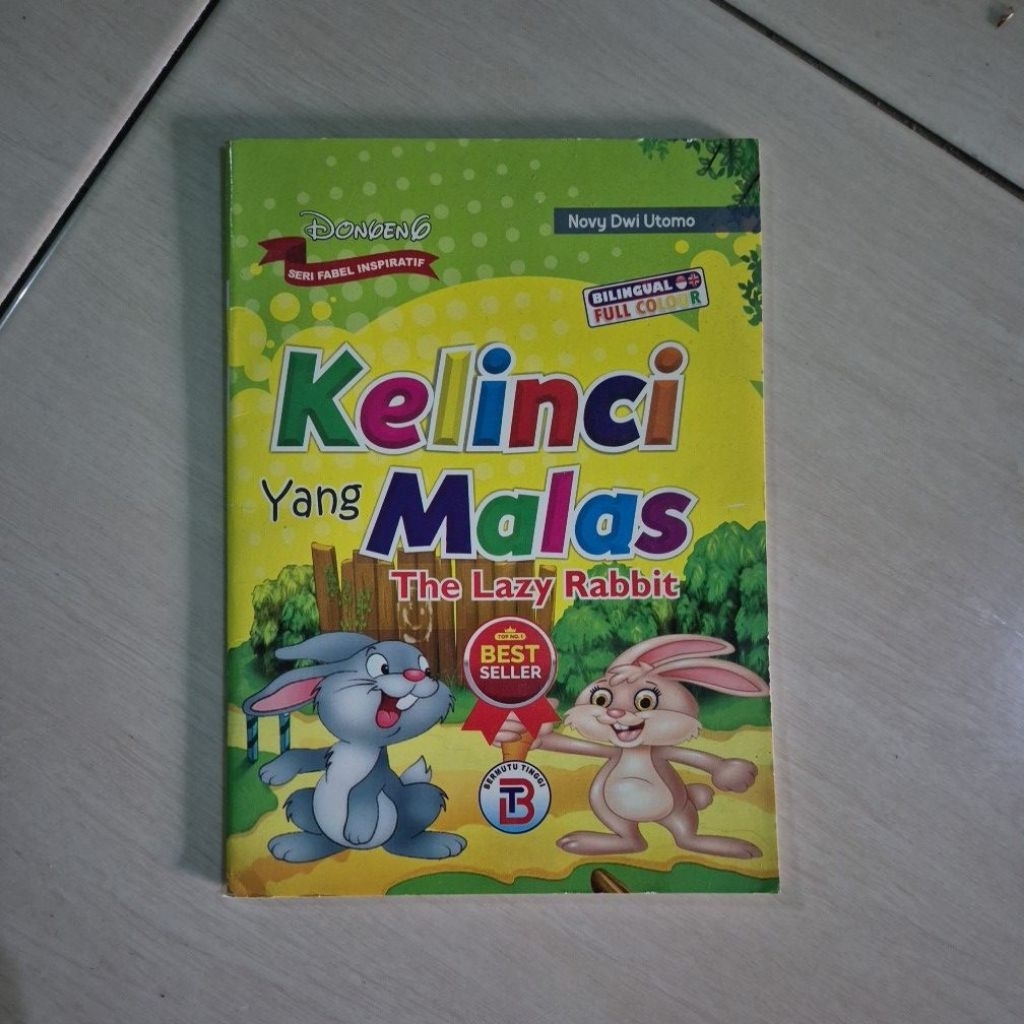 DONGENG
SERI FABEL INSPIRATIF
Novy Dwi Utomo
BILINGUAL
FULL COLOUR
Kelinci
Yang Malas
The Lazy Rabbit
TOP NO. 1
BEST
SELLER
BERMUTU TINGGI
TB